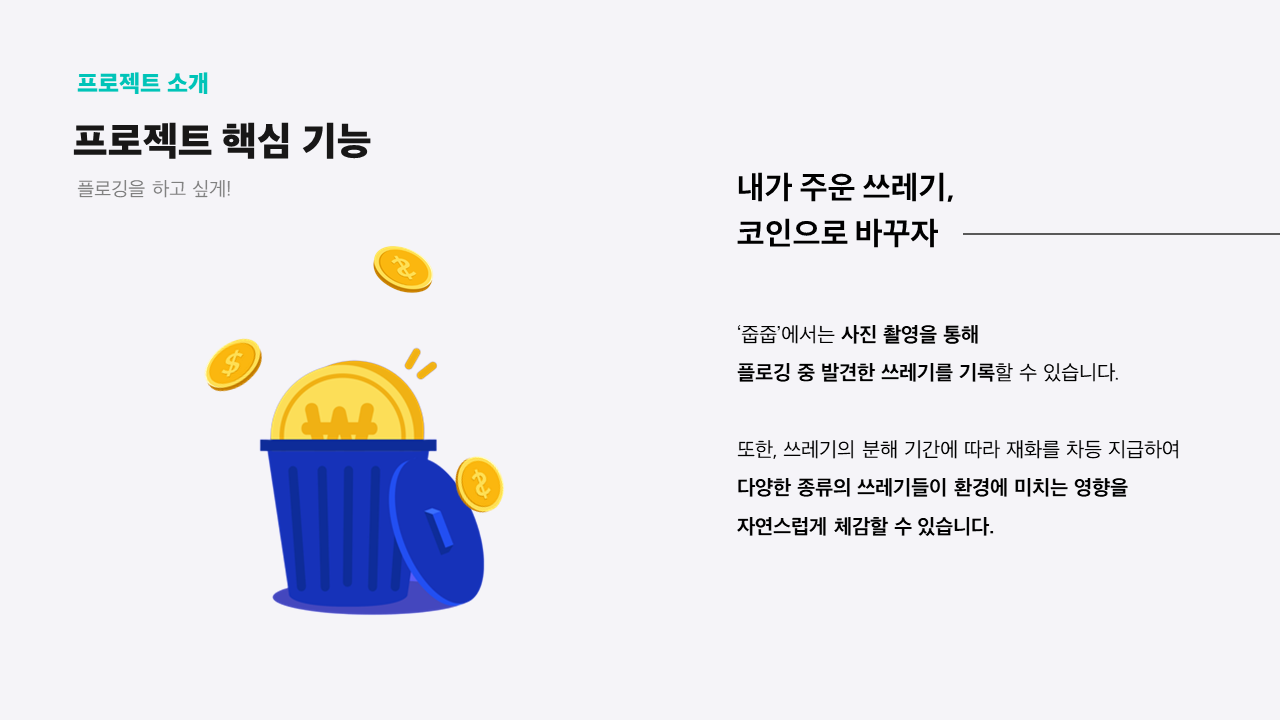 프로젝트 소개
프로젝트 핵심 기능
플로깅을 하고 싶게!
내가 주운 쓰레기,
코인으로 바꾸자
‘줍줍’에서는 사진 촬영을 통해
플로깅 중 발견한 쓰레기를 기록할 수 있습니다.
또한, 쓰레기의 분해 기간에 따라 재화를 차등 지급하여
다양한 종류의 쓰레기들이 환경에 미치는 영향을
자연스럽게 체감할 수 있습니다.